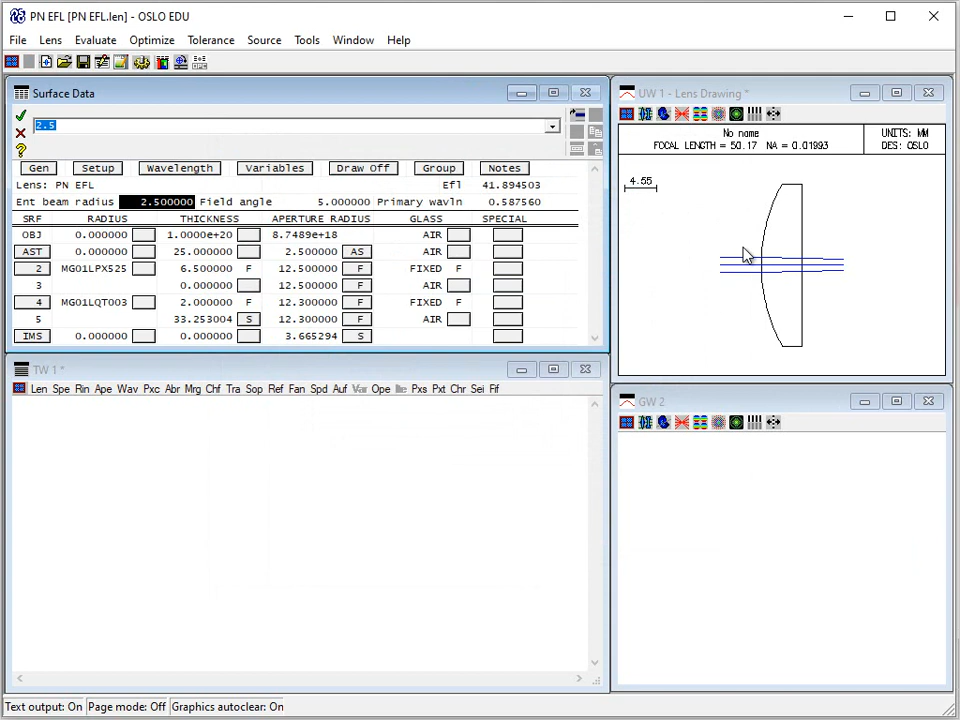 PN EFL [PN EFL.len] - OSLO EDU
File Lens Evaluate Optimize Tolerance Source Tools Window Help
Surface Data
2.5
Gen Setup Wavelength Variables Draw Off Group Notes
Lens: PN EFL Efl 41.894503
Ent beam radius 2.500000 Field angle 5.000000 Primary wavln 0.587560
SRF RADIUS THICKNESS APERTURE RADIUS GLASS SPECIAL
OBJ 0.000000 1.0000e+20 8.7489e+18 AIR
AST 0.000000 25.000000 2.500000 AS AIR
2 MG01LPX525 6.500000 F 12.500000 F FIXED F
3 0.000000 12.500000 F AIR
4 MG01LQT003 2.000000 F 12.300000 F FIXED F
5 33.253004 S 12.300000 F AIR
IMS 0.000000 0.000000 3.665294 S
UW 1 - Lens Drawing *
No name
FOCAL LENGTH = 50.17 NA = 0.01993
UNITS: MM
DES: OSLO
4.55
TW 1 *
Len Spe Rin Ape Wav Pxc Abr Mrg Chf Tra Sop Ref Fan Spd Auf Var Ope Ite Pxs Pxt Chr Sei Fif
GW 2
Text output: On Page mode: Off Graphics autoclear: On